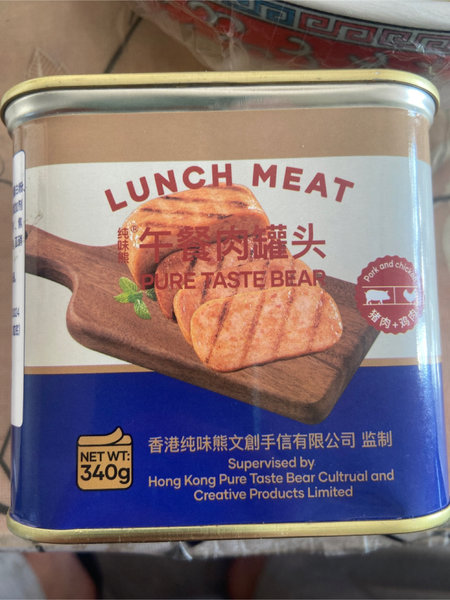 LUNCH MEAT
纯味熊®
午餐肉罐头
PURE TASTE BEAR
Pork and chicken
猪肉+鸡肉
NET WT:
340g
香港纯味熊文創手信有限公司 监制
Supervised by
Hong Kong Pure Taste Bear Cultrual and
Creative Products Limited